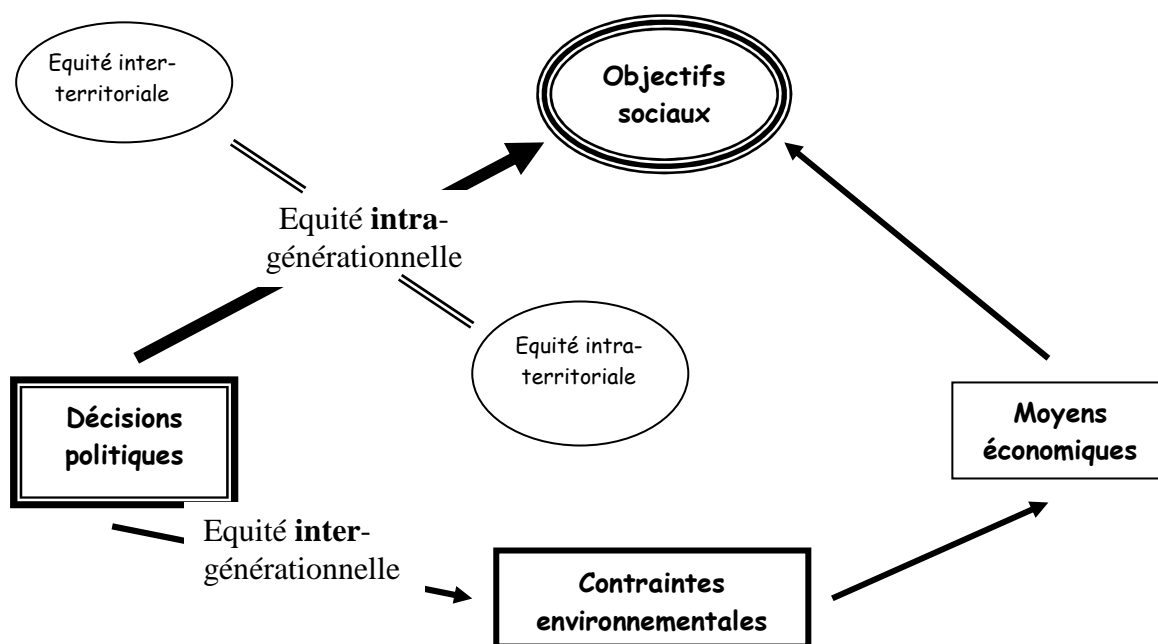 Equité inter-
territoriale
Objectifs
sociaux
Equité intra-
générationnelle
Equité intra-
territoriale
Décisions
politiques
Moyens
économiques
Equité inter-
générationnelle
Contraintes
environnementales